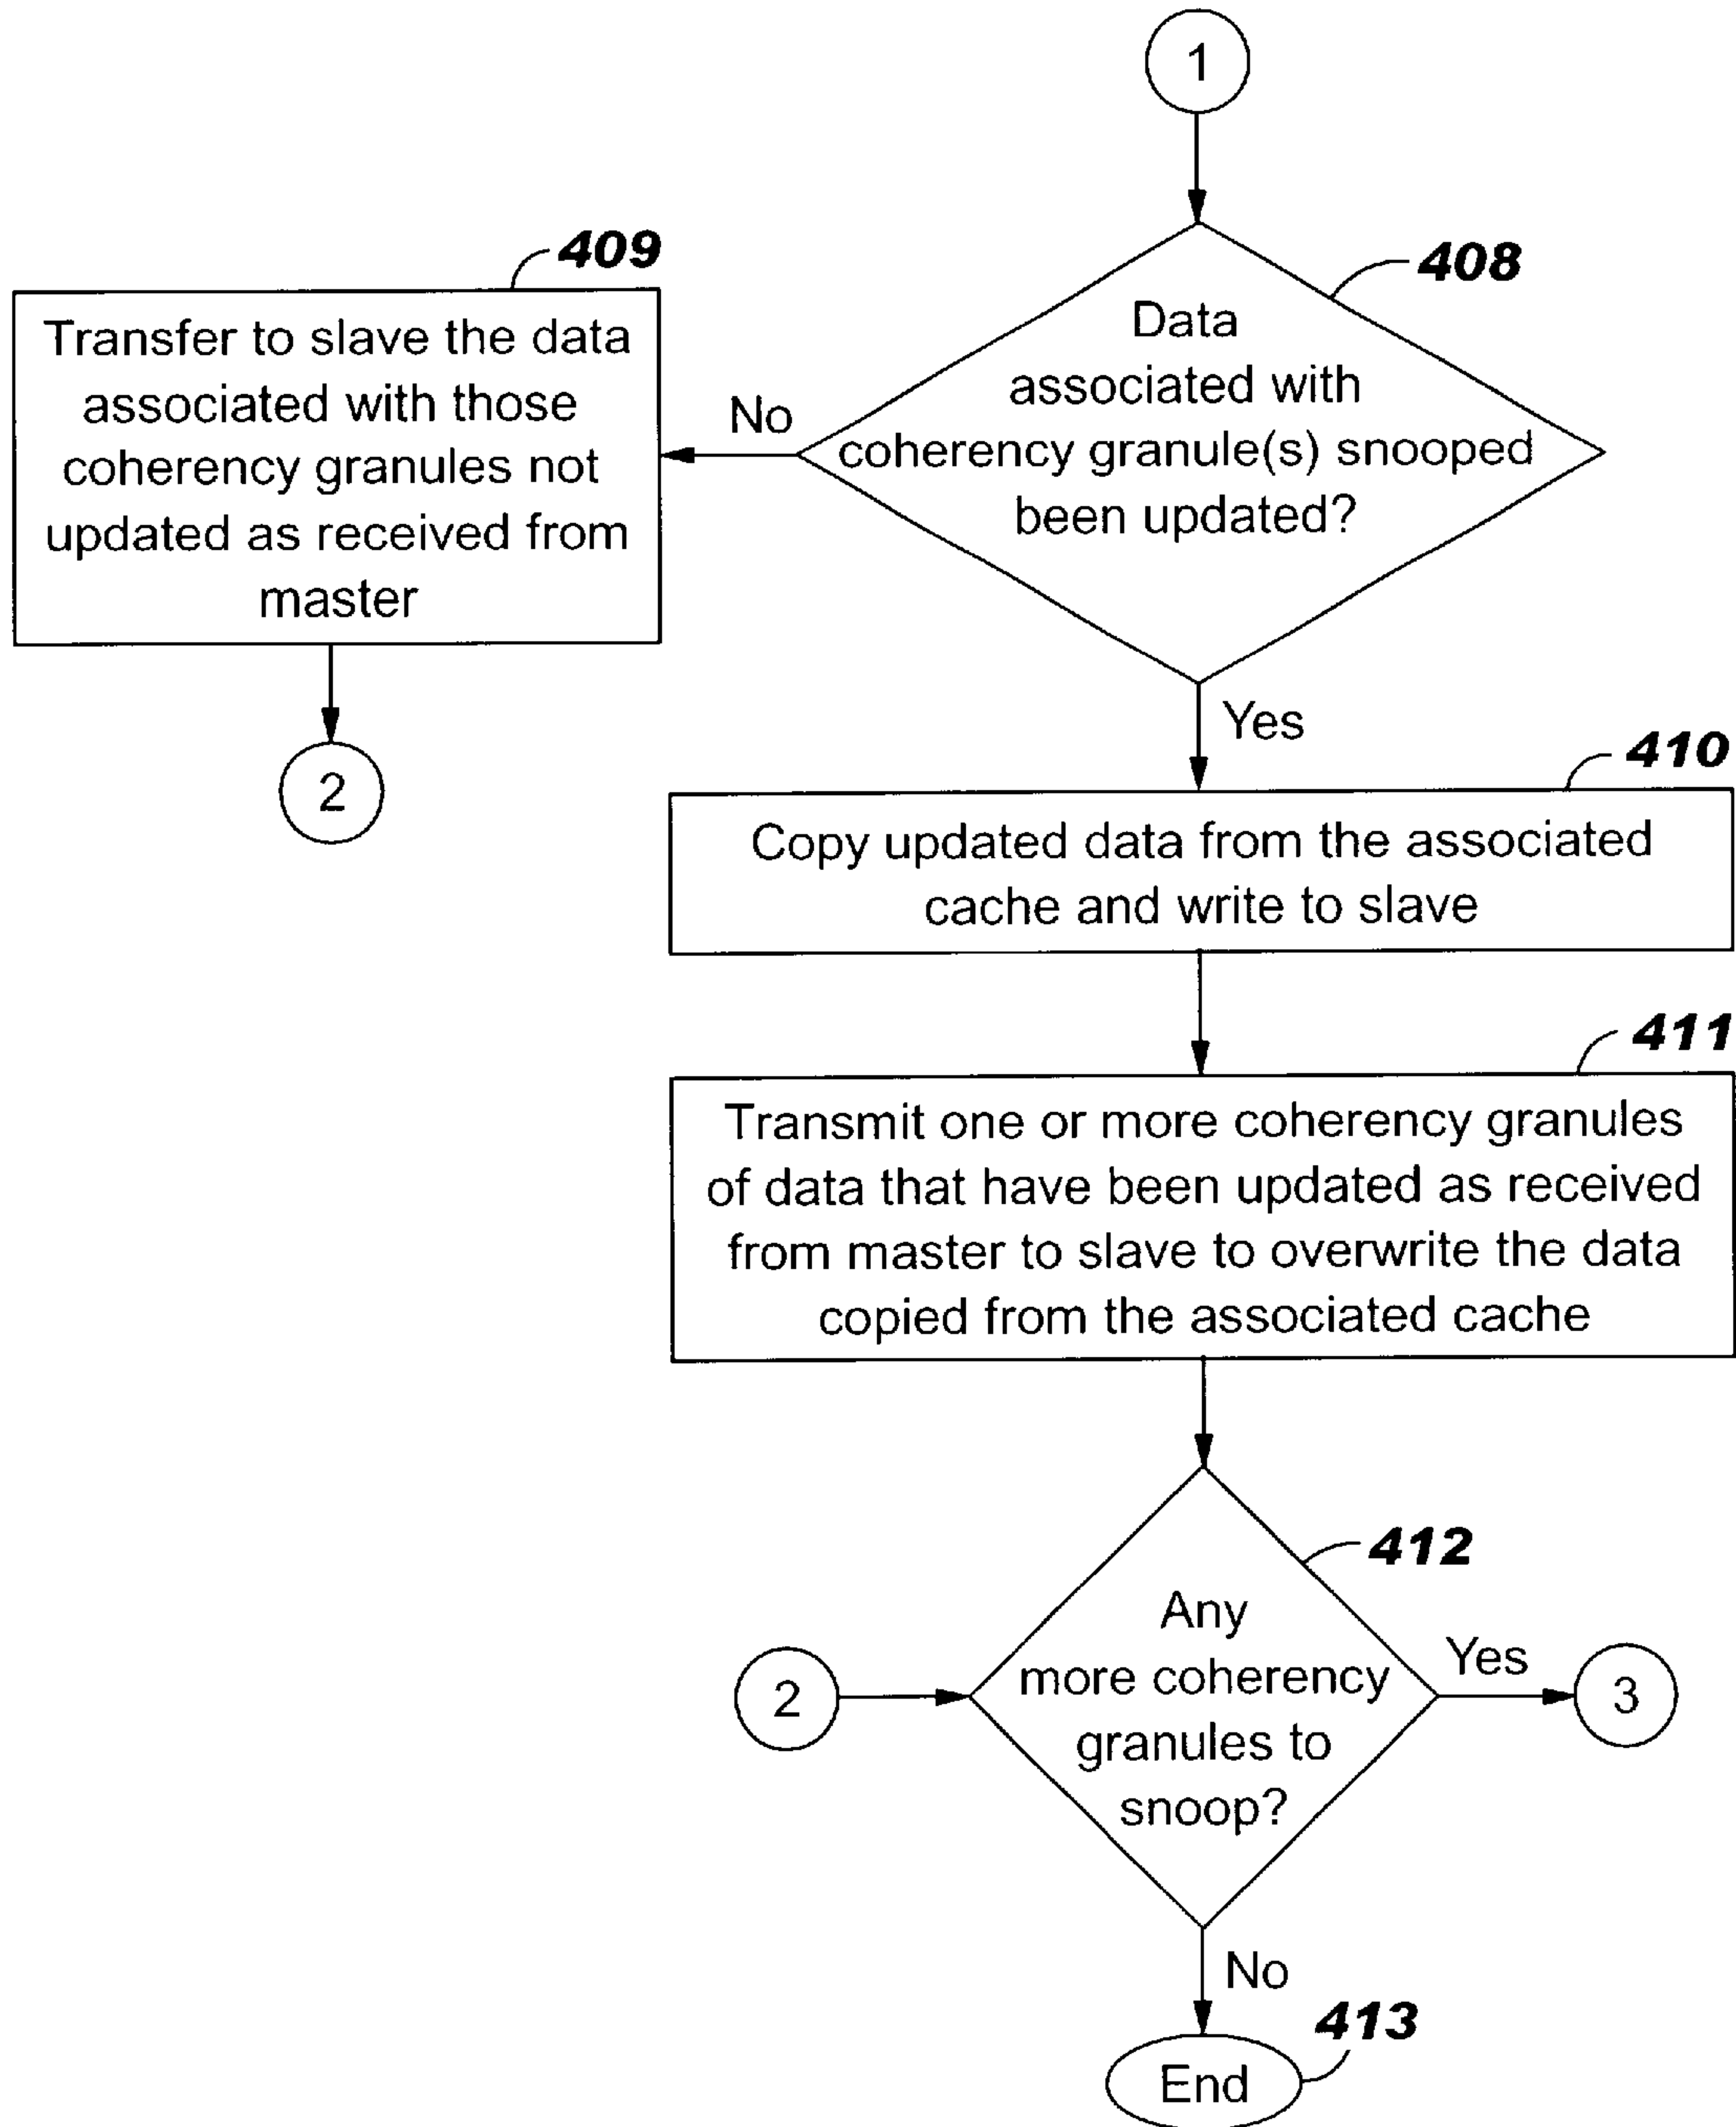 1
408
Data
associated with
coherency granule(s) snooped
been updated?
No
409
Transfer to slave the data
associated with those
coherency granules not
updated as received from
master
2
Yes
410
Copy updated data from the associated
cache and write to slave
411
Transmit one or more coherency granules
of data that have been updated as received
from master to slave to overwrite the data
copied from the associated cache
412
Any
more coherency
granules to
snoop?
2
Yes
3
No
413
End